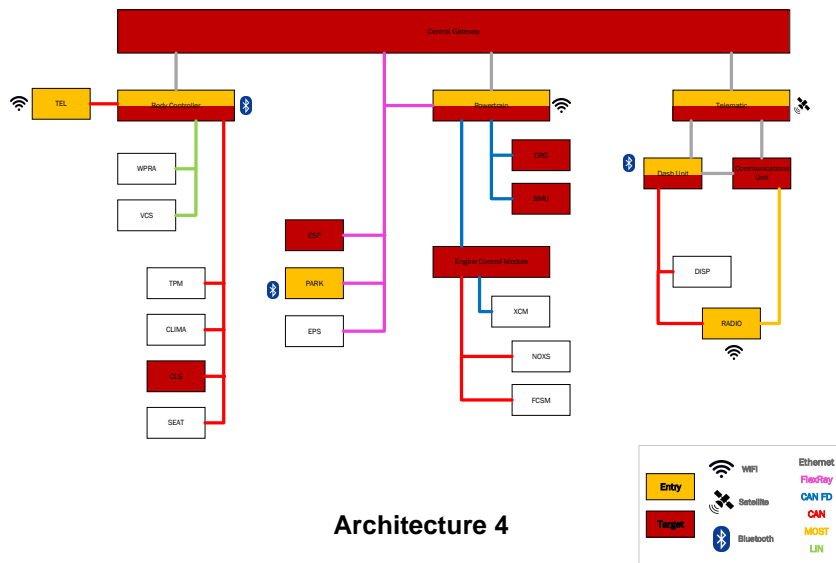 Central Gateway
TEL
Body Controller
Powertrain
Telematic
WPRA
VCS
CRG
BMU
Dash Unit
Communications
Unit
ESP
PARK
EPS
Engine Control Module
XCM
NOXS
FCSM
DISP
RADIO
TPM
CLIMA
CLS
SEAT
Architecture 4
Entry
Target
WiFi
Satellite
Bluetooth
Ethernet
FlexRay
CAN FD
CAN
MOST
LIN